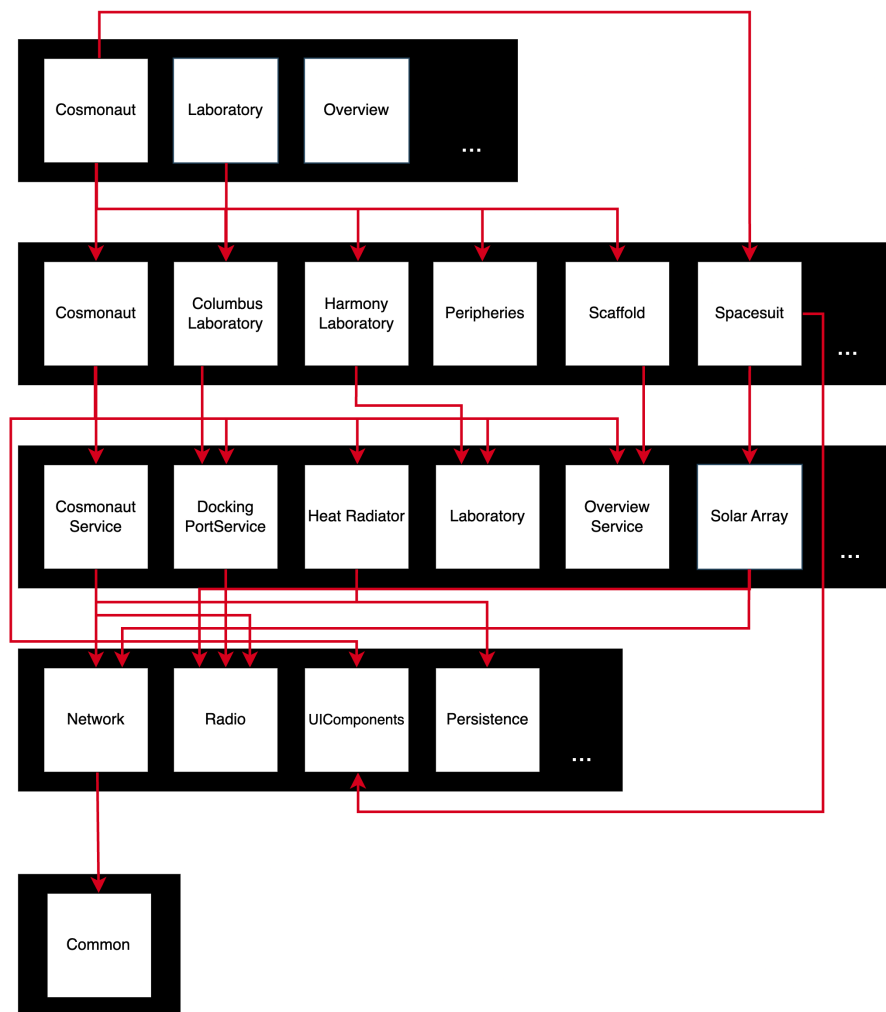 Cosmonaut
Laboratory
Overview
...
Cosmonaut
Columbus
Laboratory
Harmony
Laboratory
Peripheries
Scaffold
Spacesuit
...
Cosmonaut
Service
Docking
PortService
Heat Radiator
Laboratory
Overview
Service
Solar Array
...
Network
Radio
UIComponents
Persistence
...
Common